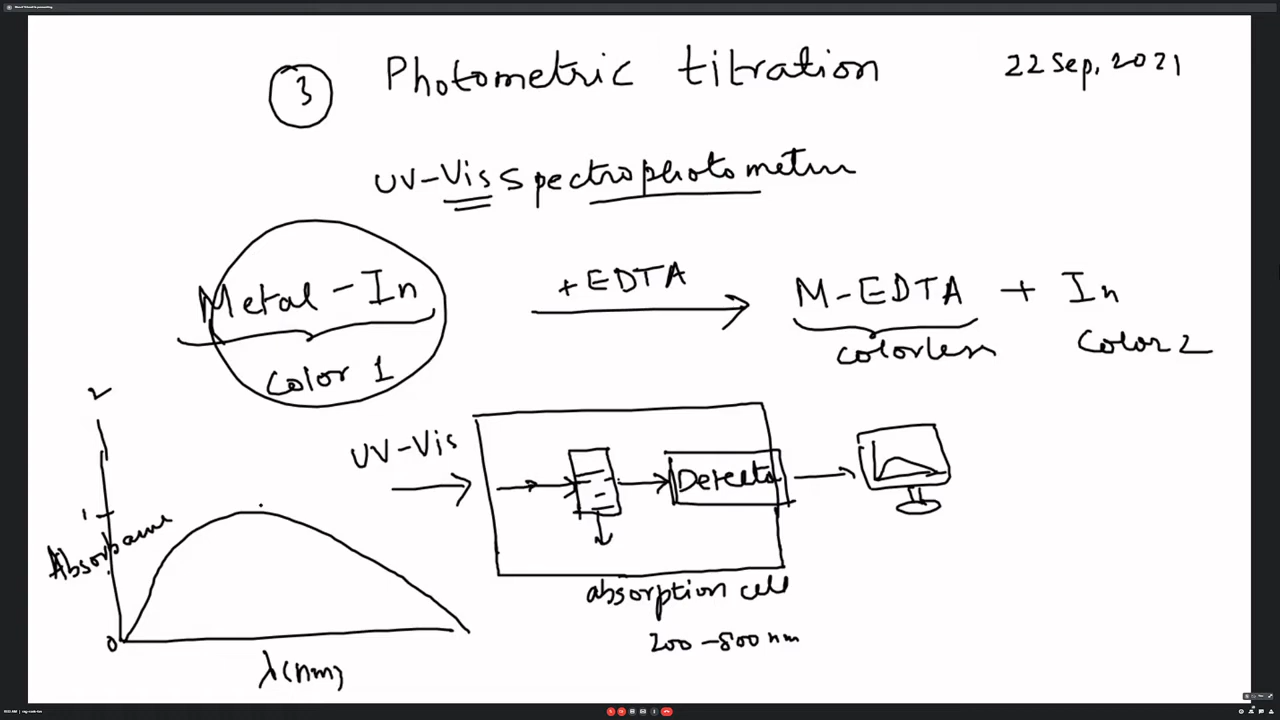 3 Photometric titration 22 Sep, 2021
UV-Vis Spectrophotometer
Metal - In + EDTA M-EDTA + In
Color 1 colorless Color 2
2
1
0
Absorbance
λ(nm)
UV-Vis
Detector
absorption cell
200 - 800 nm